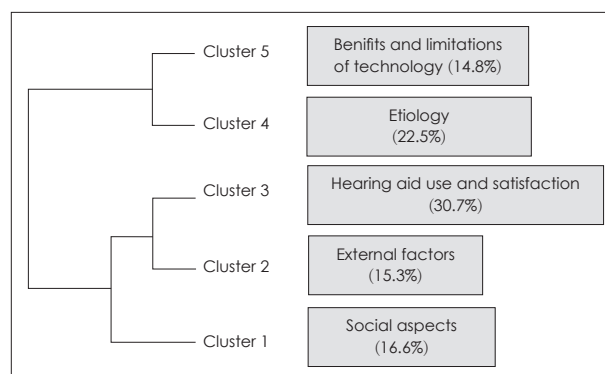 Cluster 5
Benifits and limitations
of technology (14.8%)
Cluster 4
Etiology
(22.5%)
Cluster 3
Hearing aid use and satisfaction
(30.7%)
Cluster 2
External factors
(15.3%)
Cluster 1
Social aspects
(16.6%)